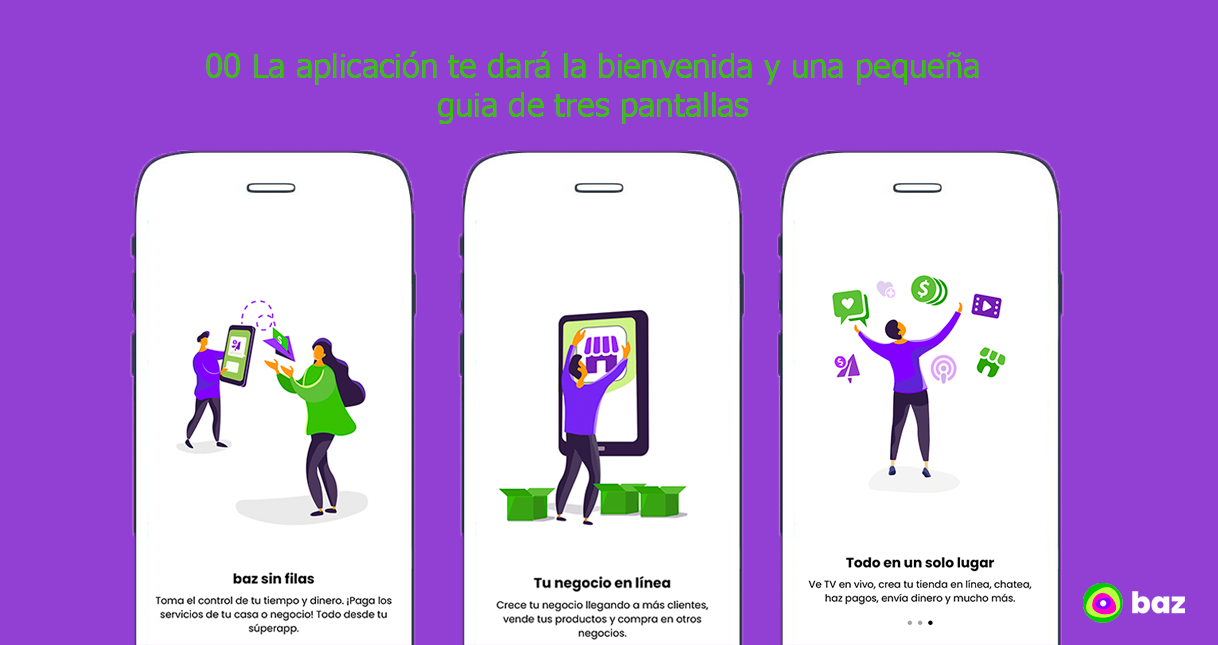 00 La aplicación te dará la bienvenida y una pequeña
guia de tres pantallas
baz sin filas
Toma el control de tu tiempo y dinero. ¡Paga los
servicios de tu casa o negocio! Todo desde tu
súperapp.
Tu negocio en línea
Crece tu negocio llegando a más clientes,
vende tus productos y compra en otros
negocios.
Todo en un solo lugar
Ve TV en vivo, crea tu tienda en línea, chatea,
haz pagos, envía dinero y mucho más.
baz